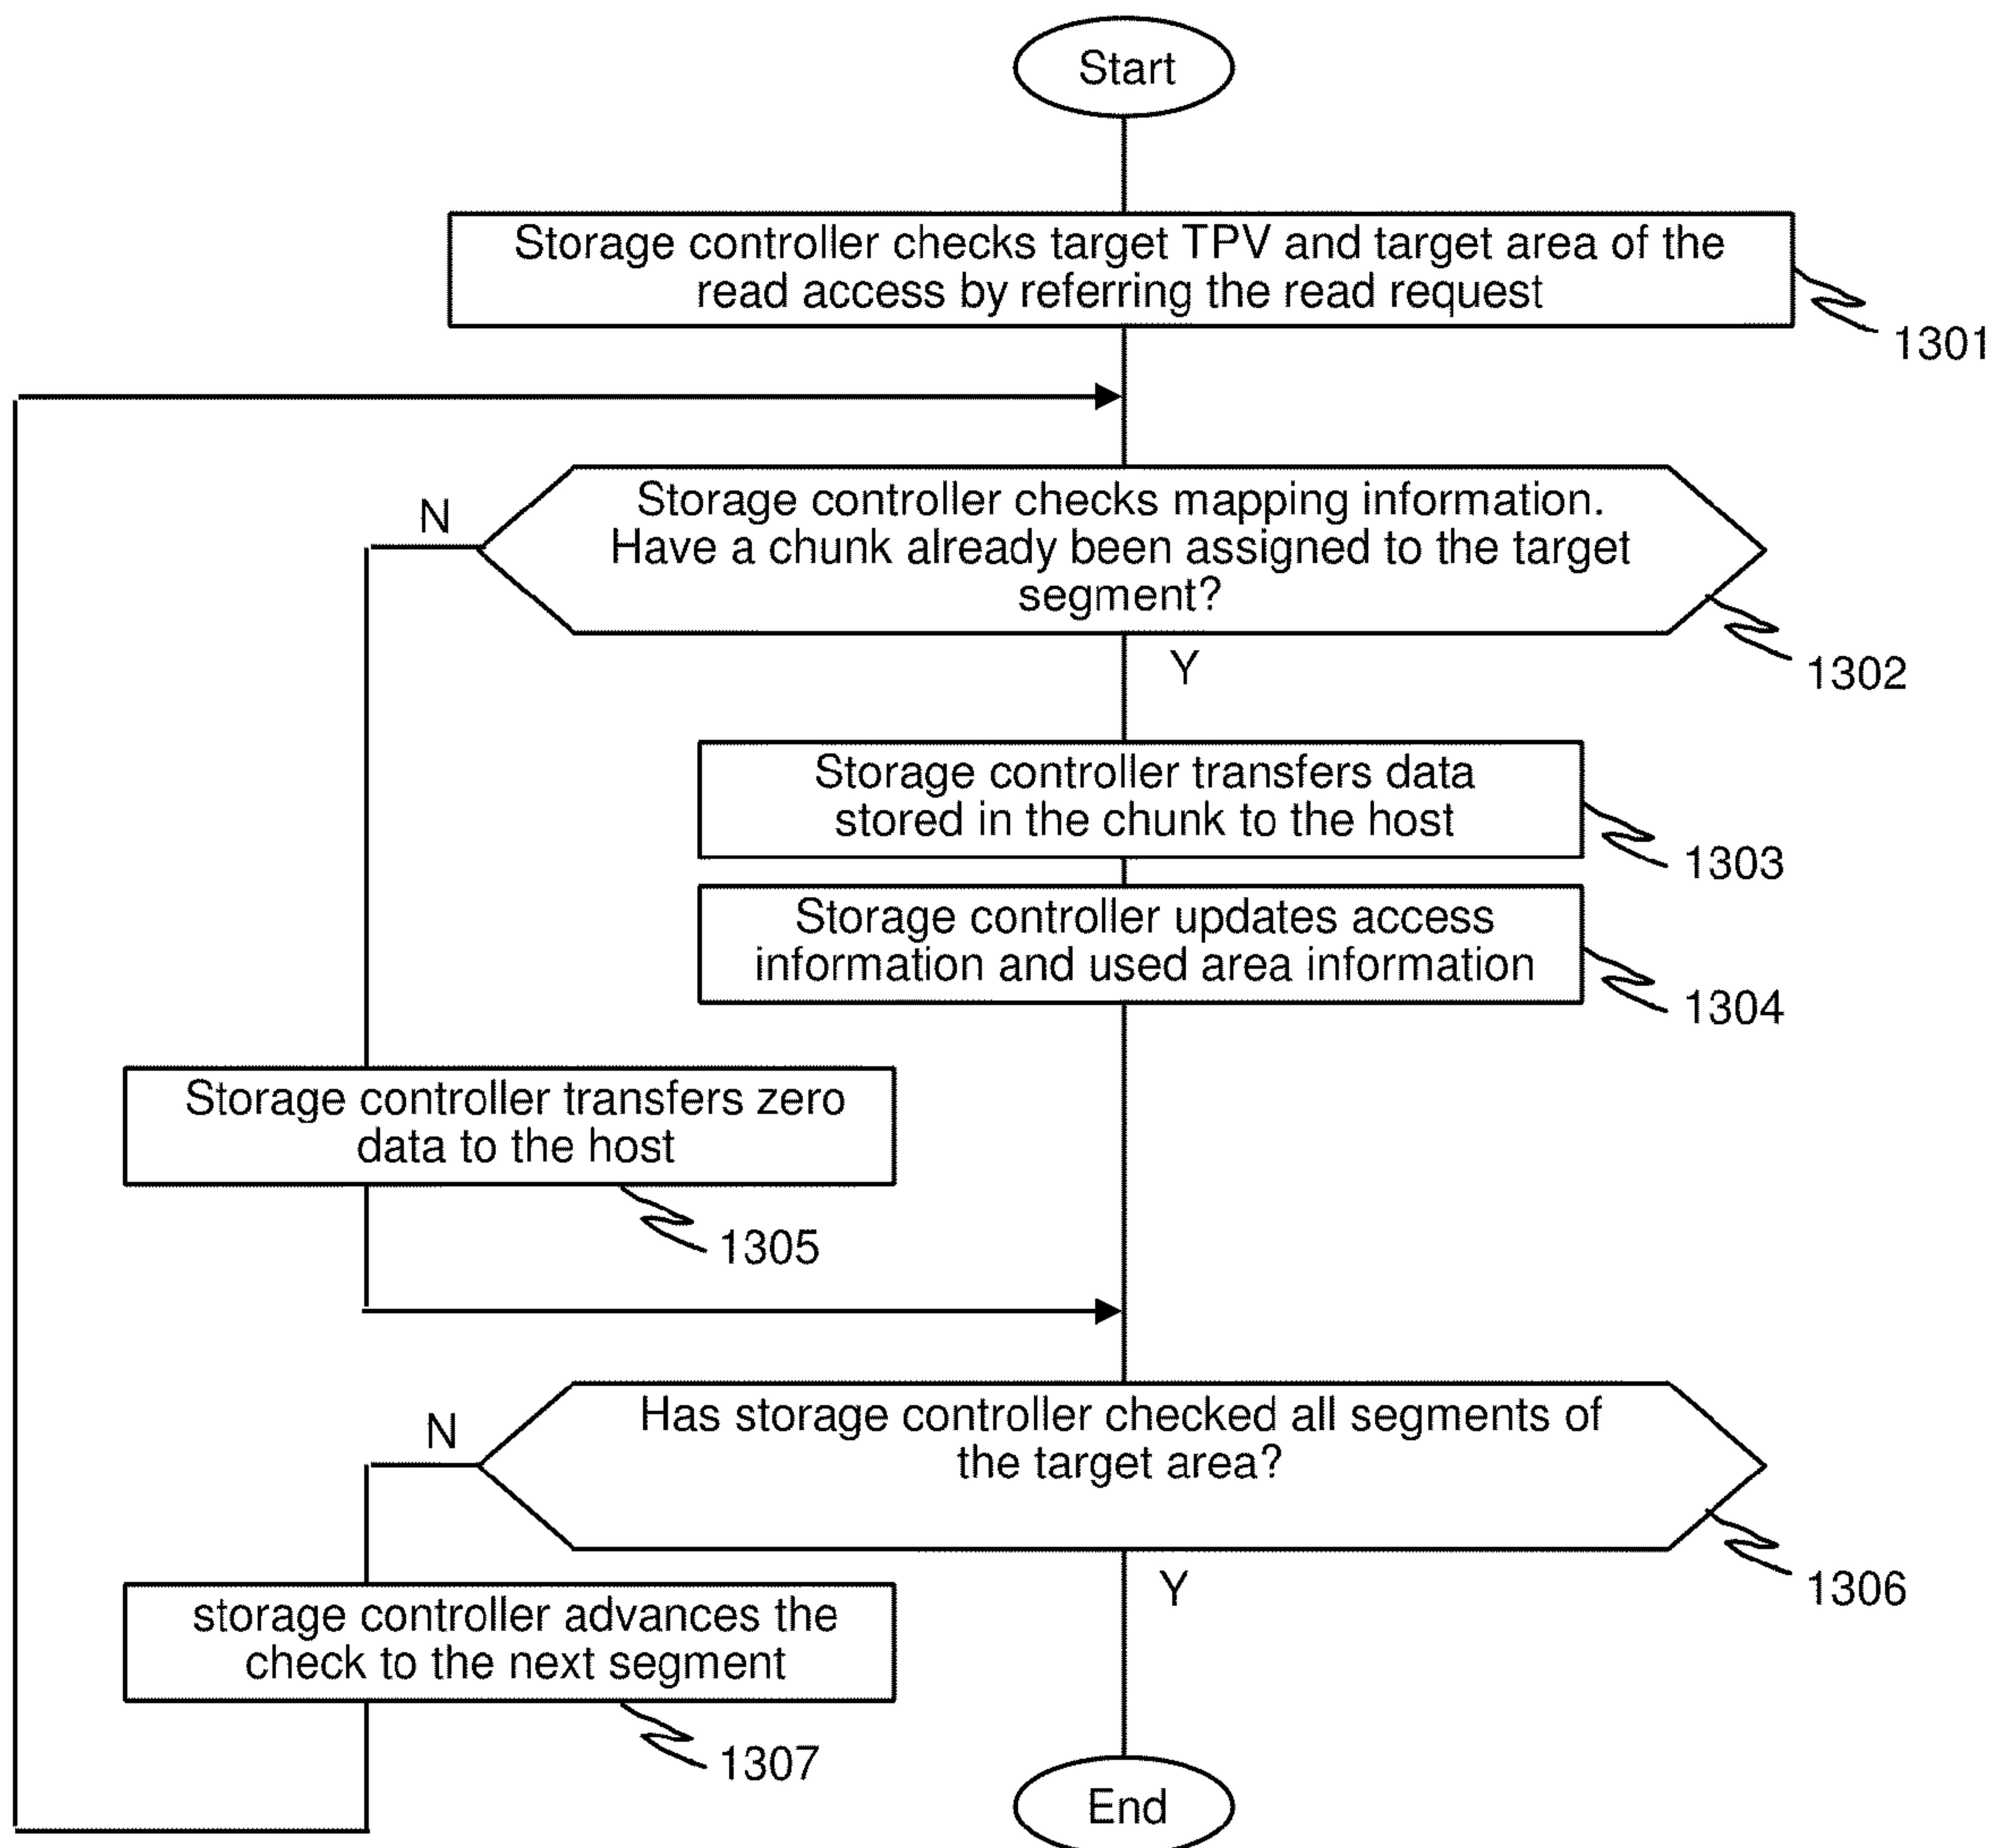 Start
Storage controller checks target TPV and target area of the
read access by referring the read request
1301
N
Storage controller checks mapping information.
Have a chunk already been assigned to the target
segment?
1302
Y
Storage controller transfers data
stored in the chunk to the host
1303
Storage controller updates access
information and used area information
1304
Storage controller transfers zero
data to the host
1305
N
Has storage controller checked all segments of
the target area?
1306
Y
storage controller advances the
check to the next segment
1307
End